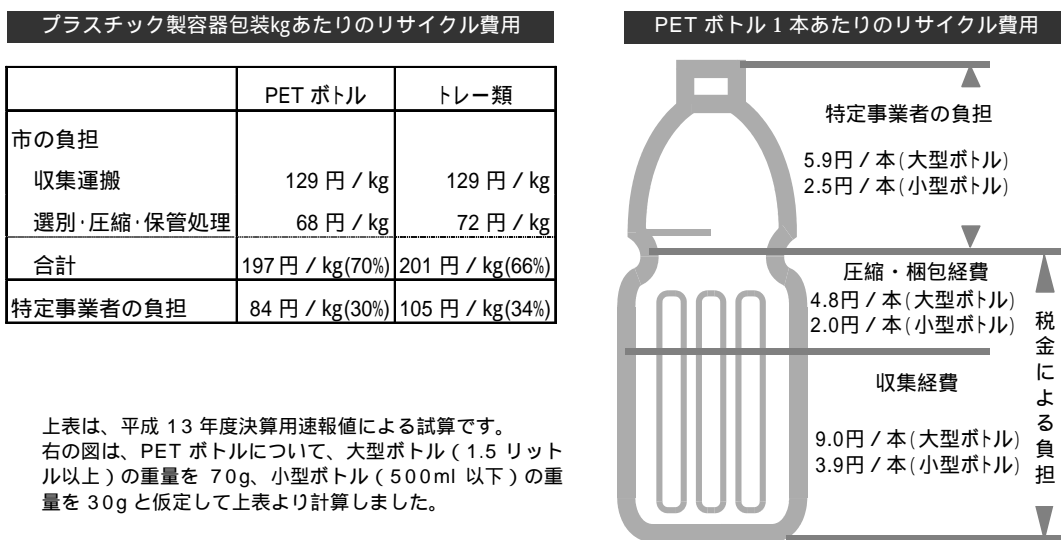 プラスチック製容器包装㎏あたりのリサイクル費用
PET ボトル トレー類
市の負担
収集運搬 129 円 / kg 129 円 / kg
選別･圧縮･保管処理 68 円 / kg 72 円 / kg
合計 197 円 / kg(70%) 201 円 / kg(66%)
特定事業者の負担 84 円 / kg(30%) 105 円 / kg(34%)
上表は、平成 13 年度決算用速報値による試算です。
右の図は、PET ボトルについて、大型ボトル ( 1.5 リット
ル以上 ) の重量を 70g、小型ボトル ( 500ml 以下 ) の重
量を 30g と仮定して上表より計算しました。
PET ボトル 1 本あたりのリサイクル費用
特定事業者の負担
5.9円 / 本(大型ボトル)
2.5円 / 本(小型ボトル)
圧縮・梱包経費
4.8円 / 本(大型ボトル)
2.0円 / 本(小型ボトル)
収集経費
9.0円 / 本(大型ボトル)
3.9円 / 本(小型ボトル)
税金による負担